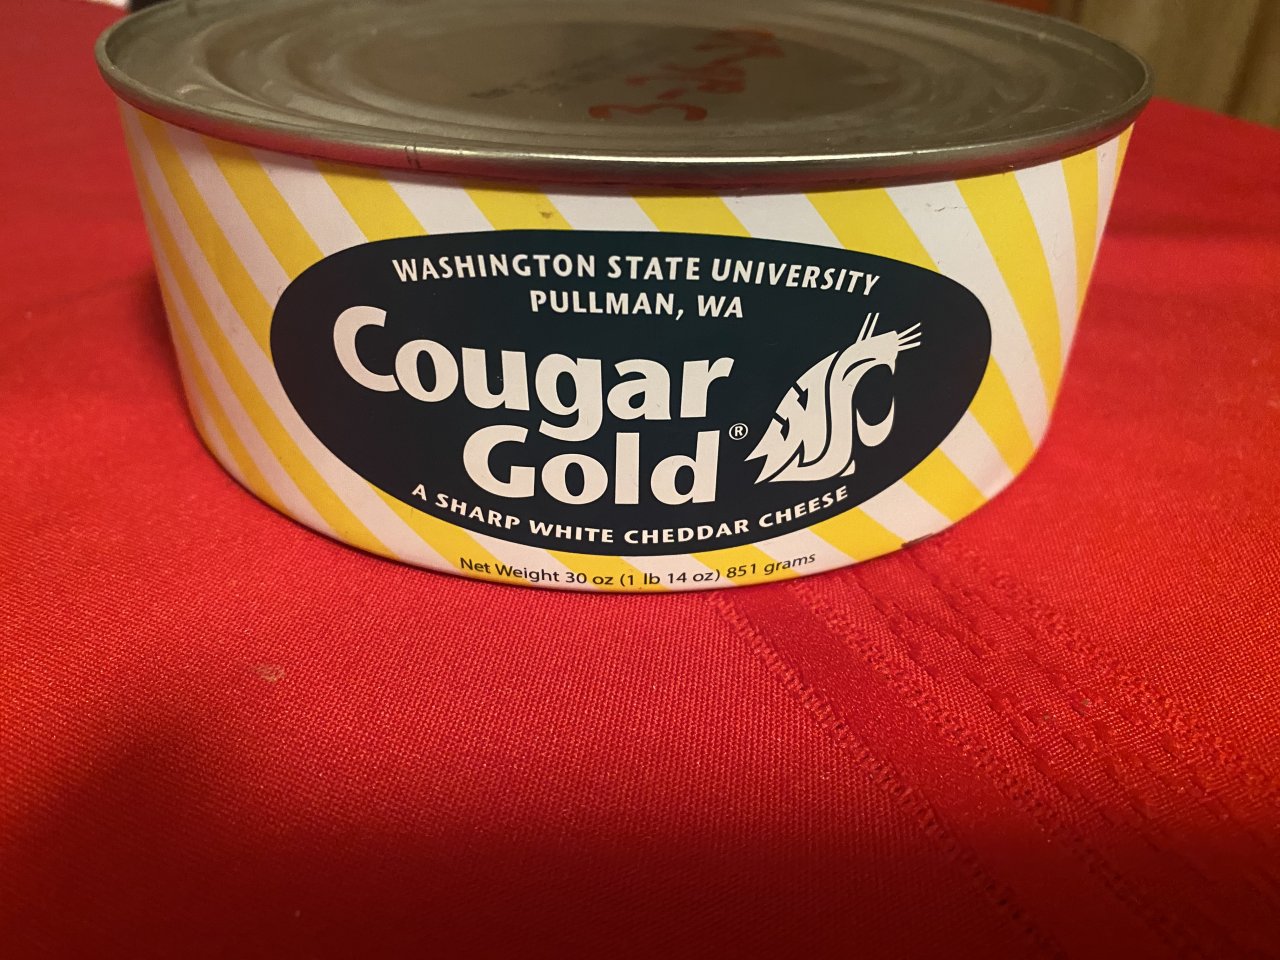 WASHINGTON STATE UNIVERSITY
PULLMAN, WA
Cougar
Gold®
WSC
A SHARP WHITE CHEDDAR CHEESE
Net Weight 30 oz (1 lb 14 oz) 851 grams